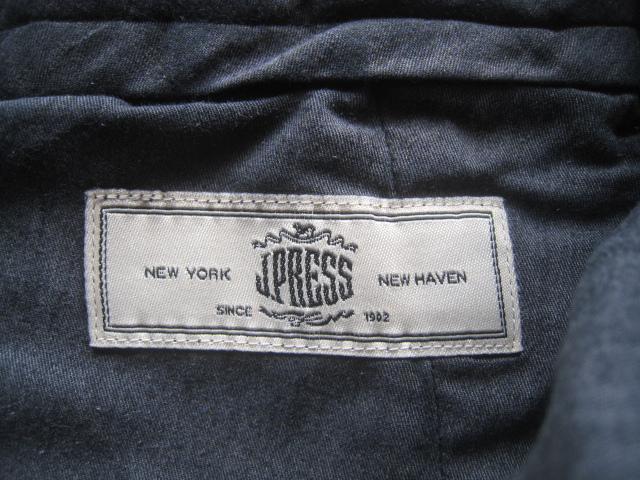 NEW YORK J.PRESS NEW HAVEN
SINCE 1902